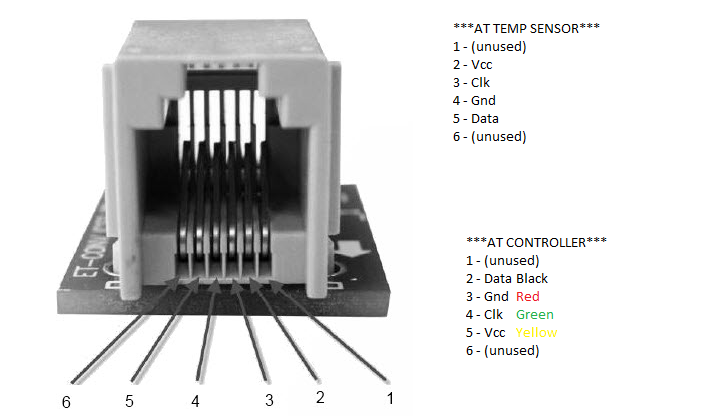 ***AT TEMP SENSOR***
1 - (unused)
2 - Vcc
3 - Clk
4 - Gnd
5 - Data
6 - (unused)
***AT CONTROLLER***
1 - (unused)
2 - Data Black
3 - Gnd Red
4 - Clk Green
5 - Vcc Yellow
6 - (unused)
6 5 4 3 2 1